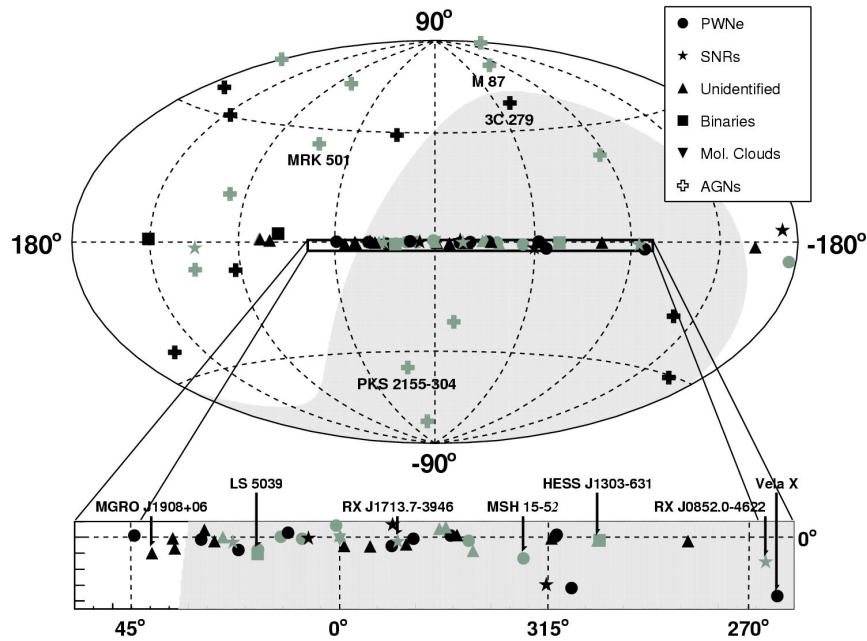 90°
PWNe
SNRs
Unidentified
Binaries
Mol. Clouds
AGNs
M 87
3C 279
MRK 501
180°
-180°
PKS 2155-304
-90°
LS 5039
HESS J1303-631
Vela X
MGRO J1908+06
RX J1713.7-3946
MSH 15-52
RX J0852.0-4622
0°
45°
0°
315°
270°